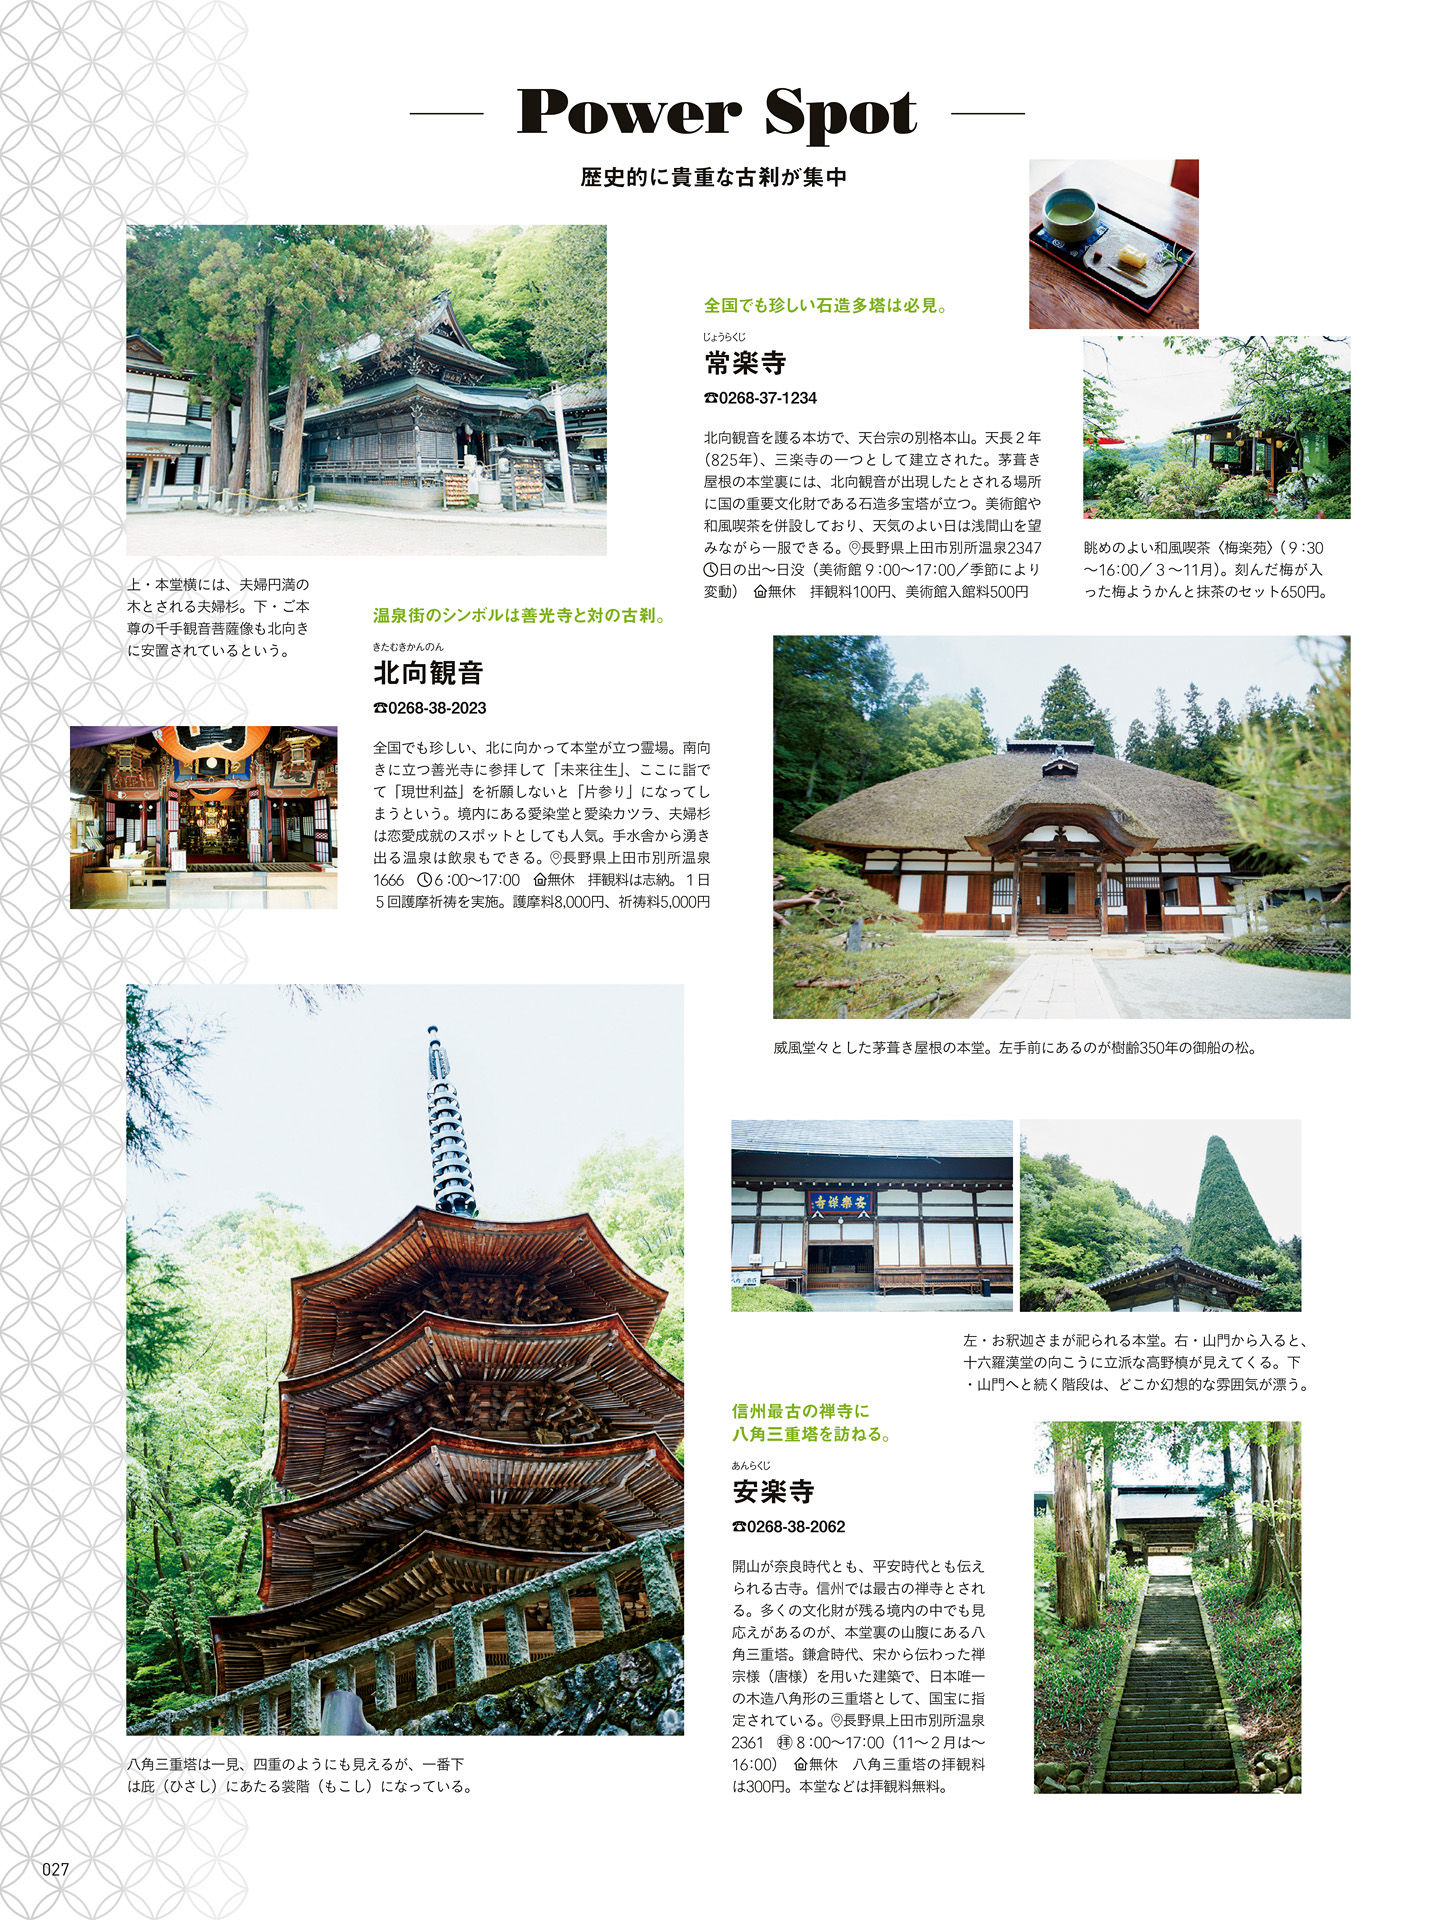 Power Spot
歴史的に貴重な古刹が集中
上・本堂横には、夫婦円満の
木とされる夫婦杉。下・ご本
尊の千手観音菩薩像も北向き
に安置されているという。
温泉街のシンボルは善光寺と対の古刹。
きたむきかんのん
北向観音
☎0268-38-2023
全国でも珍しい、北に向かって本堂が立つ霊場。南向
きに立つ善光寺に参拝して「未来往生」、ここに詣で
て「現世利益」を祈願しないと「片参り」になってし
まうという。境内にある愛染堂と愛染カツラ、夫婦杉
は恋愛成就のスポットとしても人気。手水舎から湧き
出る温泉は飲泉もできる。長野県上田市別所温泉
1666 6:00〜17:00 無休 拝観料は志納。1日
5回護摩祈祷を実施。護摩料8,000円、祈祷料5,000円
全国でも珍しい石造多塔は必見。
じょうらくじ
常楽寺
☎0268-37-1234
北向観音を護る本坊で、天台宗の別格本山。天長2年
（825年）、三楽寺の一つとして建立された。茅葺き
屋根の本堂裏には、北向観音が出現したとされる場所
に国の重要文化財である石造多宝塔が立つ。美術館や
和風喫茶を併設しており、天気のよい日は浅間山を望
みながら一服できる。長野県上田市別所温泉2347
日の出〜日没（美術館9:00〜17:00／季節により
変動） 無休 拝観料100円、美術館入館料500円
眺めのよい和風喫茶〈梅楽苑〉（9:30
〜16:00／3〜11月）。刻んだ梅が入
った梅ようかんと抹茶のセット650円。
威風堂々とした茅葺き屋根の本堂。左手前にあるのが樹齢350年の御船の松。
安樂禅寺
左・お釈迦さまが祀られる本堂。右・山門から入ると、
十六羅漢堂の向こうに立派な高野槙が見えてくる。下
・山門へと続く階段は、どこか幻想的な雰囲気が漂う。
信州最古の禅寺に
八角三重塔を訪ねる。
あんらくじ
安楽寺
☎0268-38-2062
開山が奈良時代とも、平安時代とも伝え
られる古寺。信州では最古の禅寺とされ
る。多くの文化財が残る境内の中でも見
応えがあるのが、本堂裏の山腹にある八
角三重塔。鎌倉時代、宋から伝わった禅
宗様（唐様）を用いた建築で、日本唯一
の木造八角形の三重塔として、国宝に指
定されている。長野県上田市別所温泉
2361 拝8:00〜17:00（11〜2月は〜
16:00） 無休 八角三重塔の拝観料
は300円。本堂などは拝観料無料。
八角三重塔は一見、四重のようにも見えるが、一番下
は庇（ひさし）にあたる裳階（もこし）になっている。
027